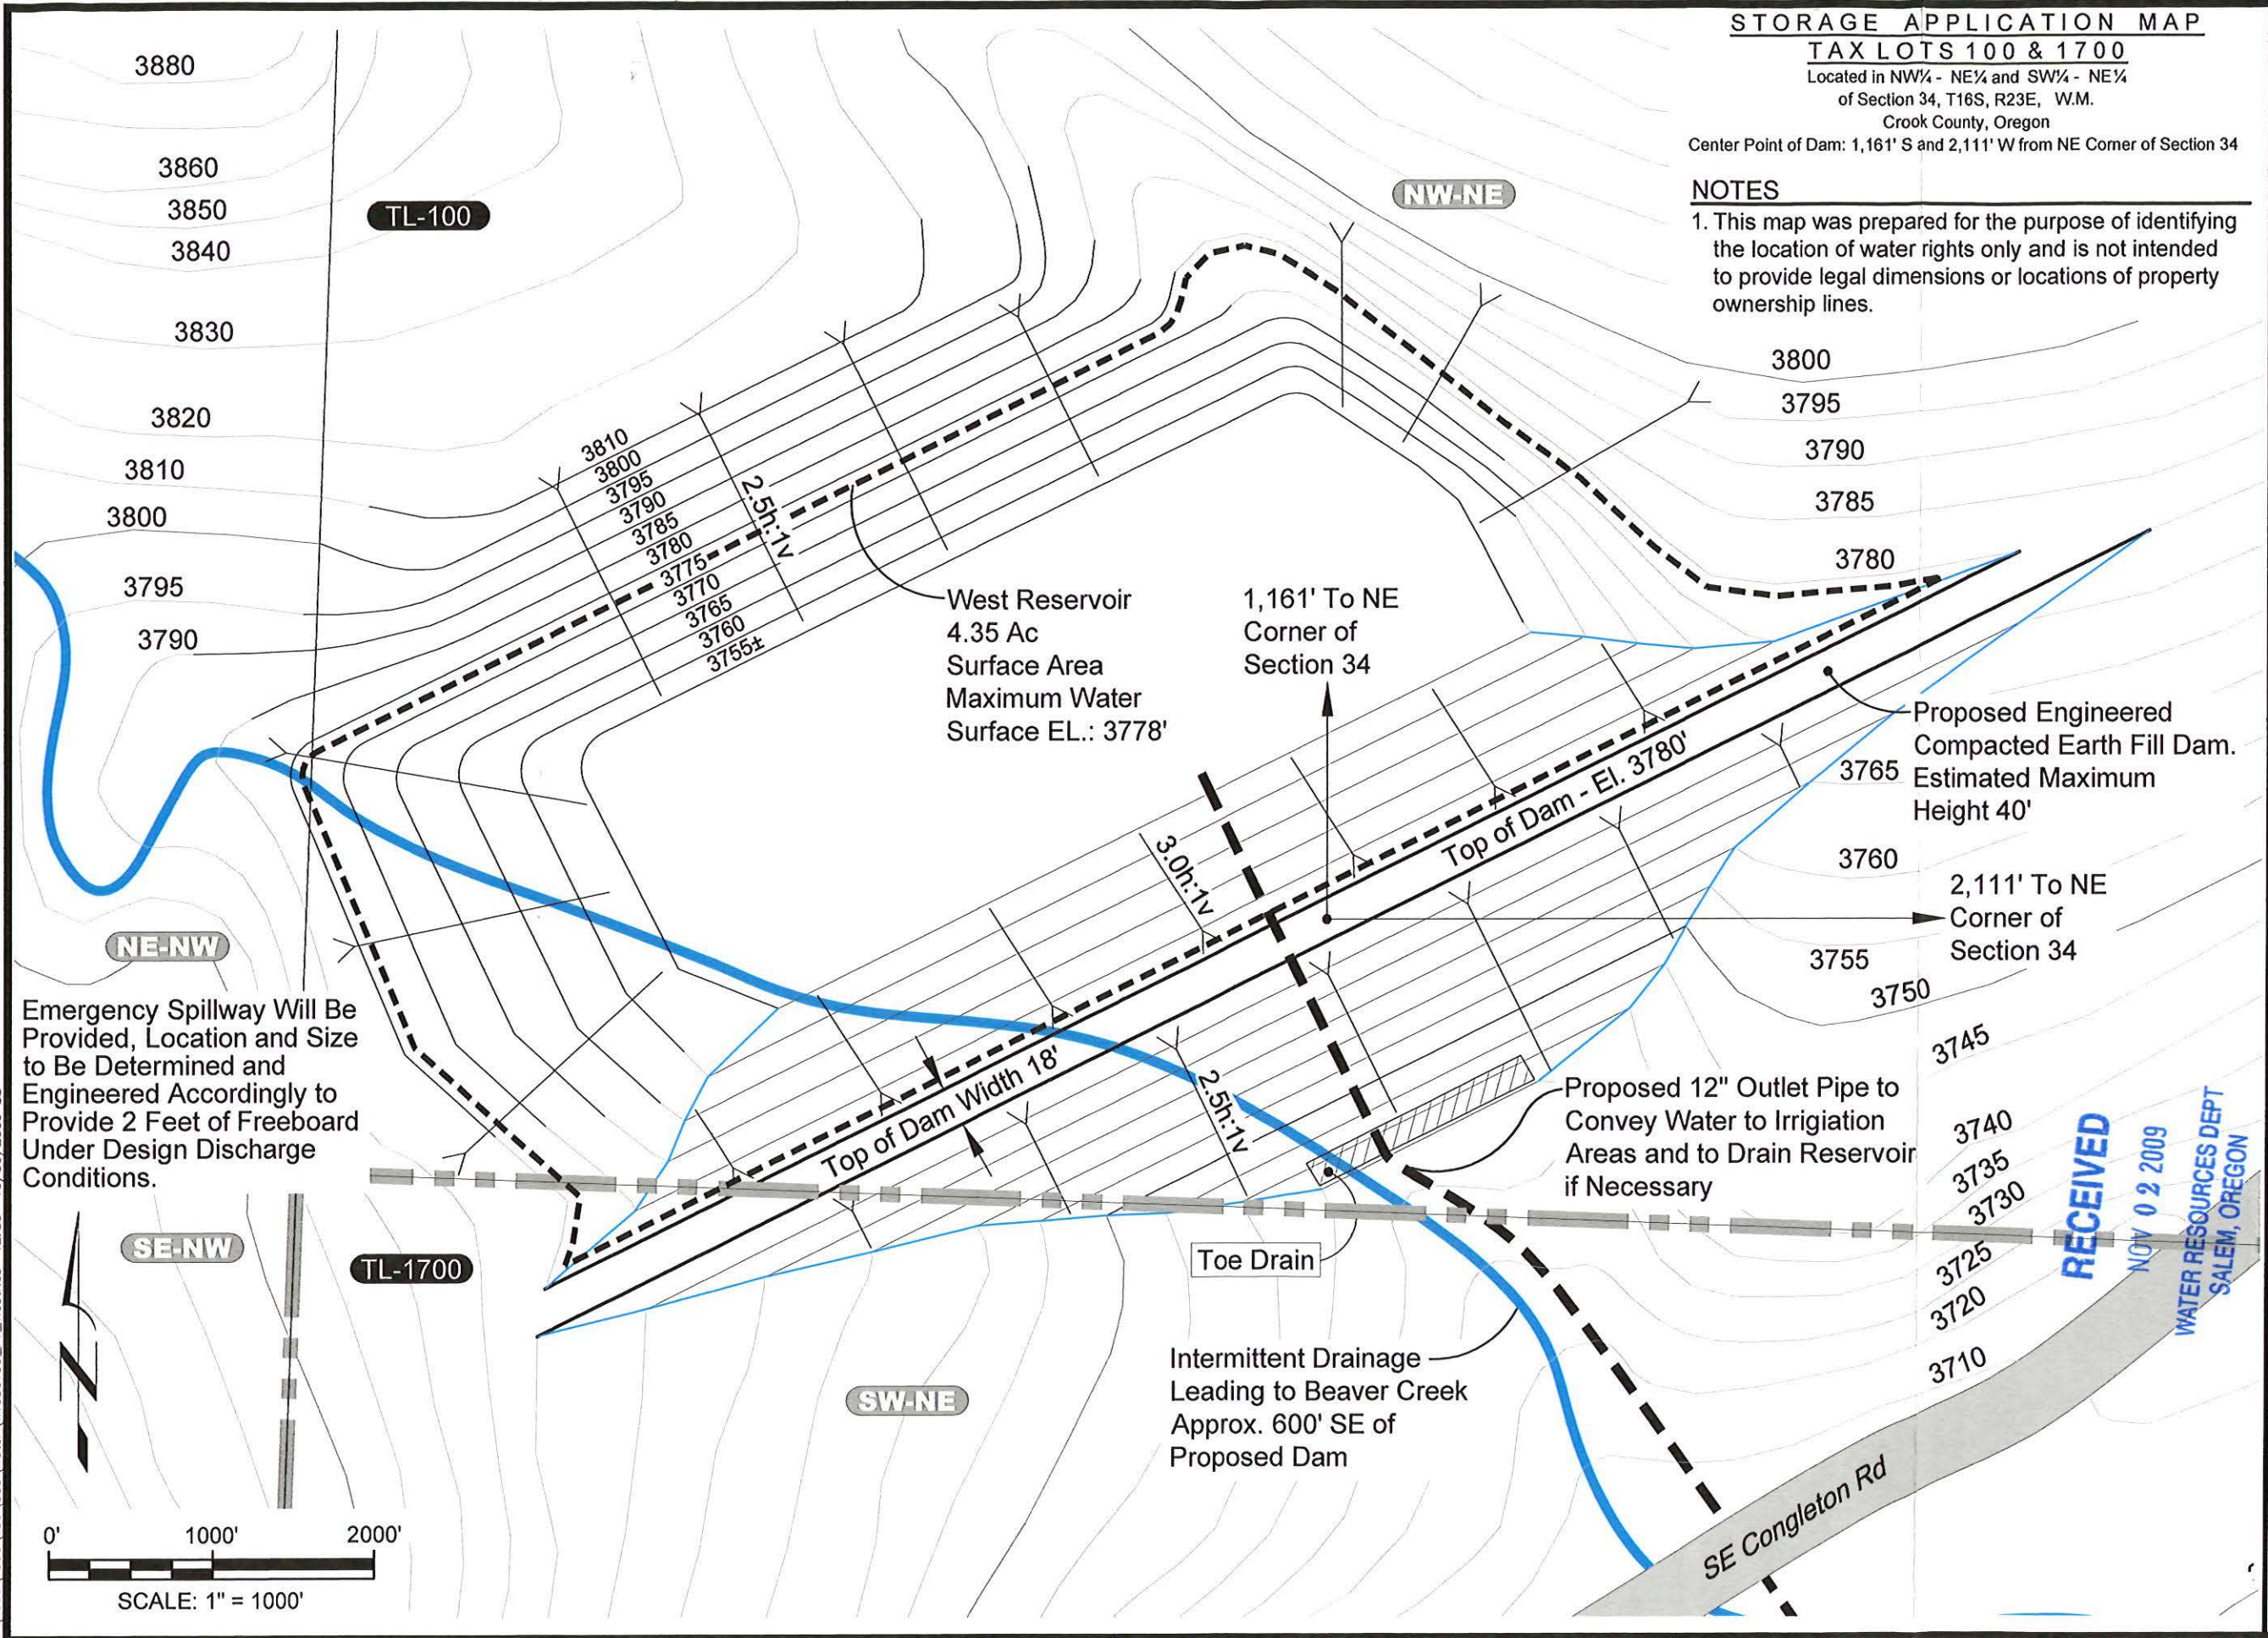 STORAGE APPLICATION MAP
TAX LOTS 100 & 1700
Located in NW¼ - NE¼ and SW¼ - NE¼
of Section 34, T16S, R23E, W.M.
Crook County, Oregon
Center Point of Dam: 1,161' S and 2,111' W from NE Corner of Section 34
NOTES
1. This map was prepared for the purpose of identifying
the location of water rights only and is not intended
to provide legal dimensions or locations of property
ownership lines.
3880
3860
3850
3840
3830
3820
3810
3800
3795
3790
TL-100
NW-NE
3810
3800
3795
3790
3785
3780
3775
3770
3765
3760
3755±
2.5h:1v
3800
3795
3790
3785
3780
West Reservoir
4.35 Ac
Surface Area
Maximum Water
Surface EL.: 3778'
1,161' To NE
Corner of
Section 34
Proposed Engineered
Compacted Earth Fill Dam.
Estimated Maximum
Height 40'
3765
3760
3755
3750
3745
3740
3735
3730
3725
3720
3710
Top of Dam - El. 3780'
3.0h:1v
2,111' To NE
Corner of
Section 34
NE-NW
Emergency Spillway Will Be
Provided, Location and Size
to Be Determined and
Engineered Accordingly to
Provide 2 Feet of Freeboard
Under Design Discharge
Conditions.
Top of Dam Width 18'
2.5h:1v
Proposed 12" Outlet Pipe to
Convey Water to Irrigiation
Areas and to Drain Reservoir
if Necessary
RECEIVED
NOV 02 2009
WATER RESOURCES DEPT
SALEM, OREGON
SE-NW
TL-1700
Toe Drain
N
SW-NE
Intermittent Drainage
Leading to Beaver Creek
Approx. 600' SE of
Proposed Dam
SE Congleton Rd
0' 1000' 2000'
SCALE: 1" = 1000'